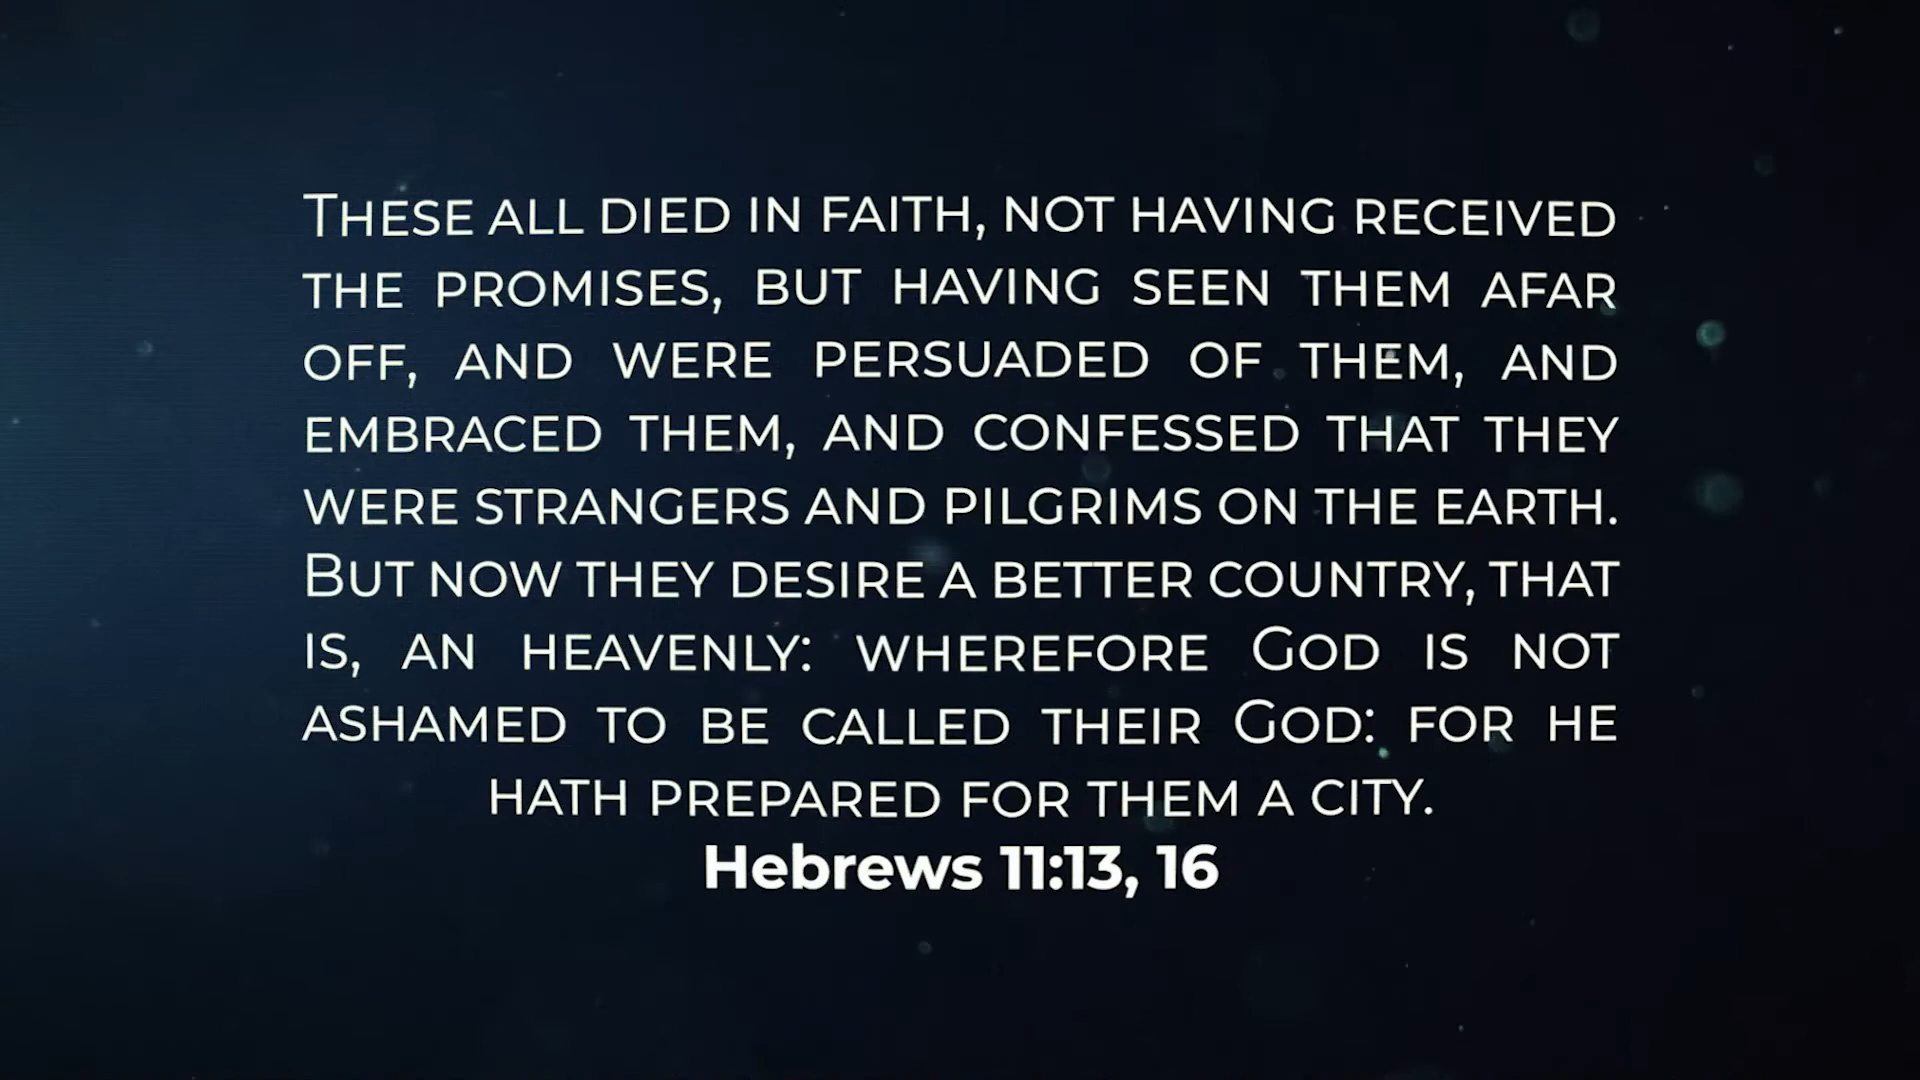 These all died in faith, not having received
the promises, but having seen them afar
off, and were persuaded of them, and
embraced them, and confessed that they
were strangers and pilgrims on the earth.
But now they desire a better country, that
is, an heavenly: wherefore God is not
ashamed to be called their God: for he
hath prepared for them a city.
Hebrews 11:13, 16